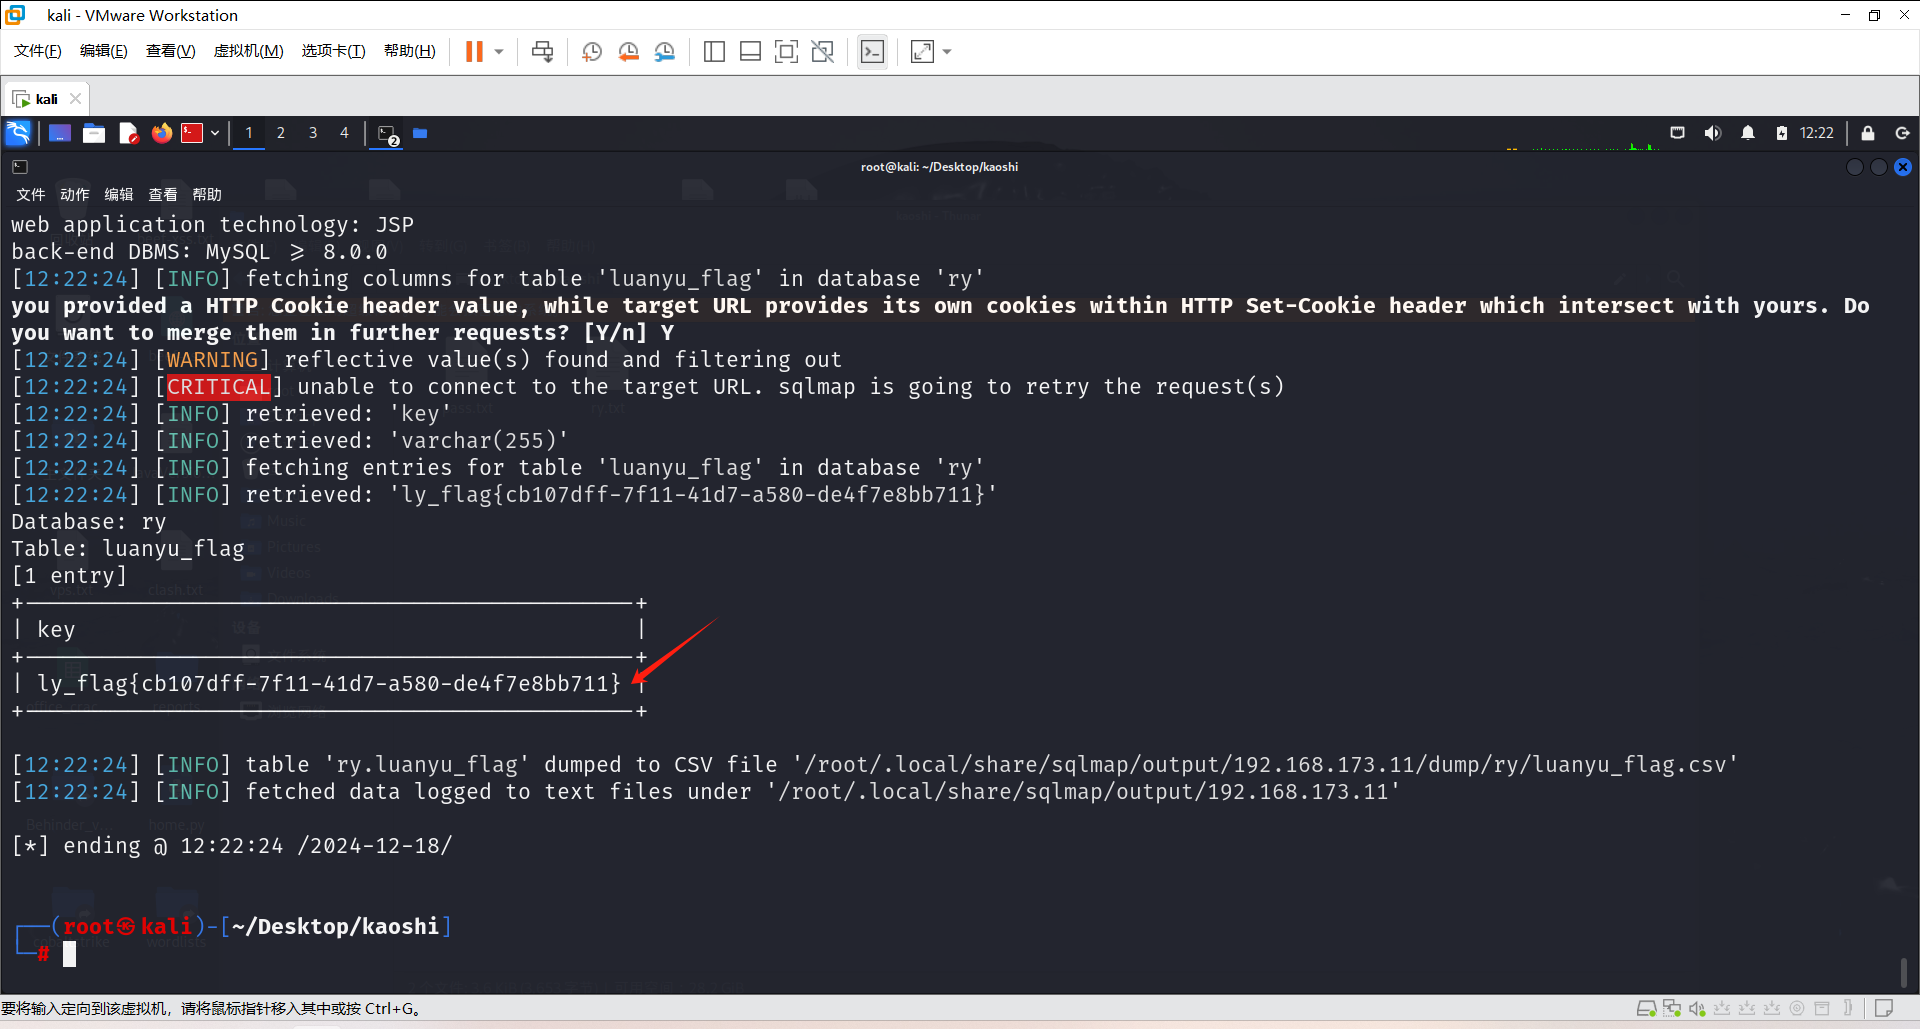 kali - VMware Workstation
文件(F) 编辑(E) 查看(V) 虚拟机(M) 选项卡(T) 帮助(H)
kali
1 2 3 4 2 12:22
root@kali: ~/Desktop/kaoshi
文件 动作 编辑 查看 帮助
web application technology: JSP
back-end DBMS: MySQL ⩾ 8.0.0
[12:22:24] [INFO] fetching columns for table 'luanyu_flag' in database 'ry'
you provided a HTTP Cookie header value, while target URL provides its own cookies within HTTP Set-Cookie header which intersect with yours. Do
you want to merge them in further requests? [Y/n] Y
[12:22:24] [WARNING] reflective value(s) found and filtering out
[12:22:24] [CRITICAL] unable to connect to the target URL. sqlmap is going to retry the request(s)
[12:22:24] [INFO] retrieved: 'key'
[12:22:24] [INFO] retrieved: 'varchar(255)'
[12:22:24] [INFO] fetching entries for table 'luanyu_flag' in database 'ry'
[12:22:24] [INFO] retrieved: 'ly_flag{cb107dff-7f11-41d7-a580-de4f7e8bb711}'
Database: ry
Table: luanyu_flag
[1 entry]
+-----------------------------------------------+
| key |
+-----------------------------------------------+
| ly_flag{cb107dff-7f11-41d7-a580-de4f7e8bb711} |
+-----------------------------------------------+
[12:22:24] [INFO] table 'ry.luanyu_flag' dumped to CSV file '/root/.local/share/sqlmap/output/192.168.173.11/dump/ry/luanyu_flag.csv'
[12:22:24] [INFO] fetched data logged to text files under '/root/.local/share/sqlmap/output/192.168.173.11'
[*] ending @ 12:22:24 /2024-12-18/
┌──(root㉿kali)-[~/Desktop/kaoshi]
└─#
要将输入定向到该虚拟机，请将鼠标指针移入其中或按 Ctrl+G。